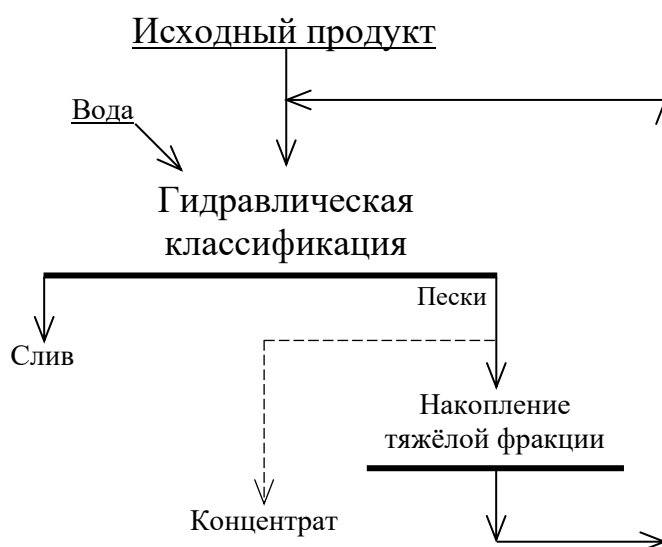 Исходный продукт
Вода
Гидравлическая
классификация
Пески
Слив
Накопление
тяжёлой фракции
Концентрат